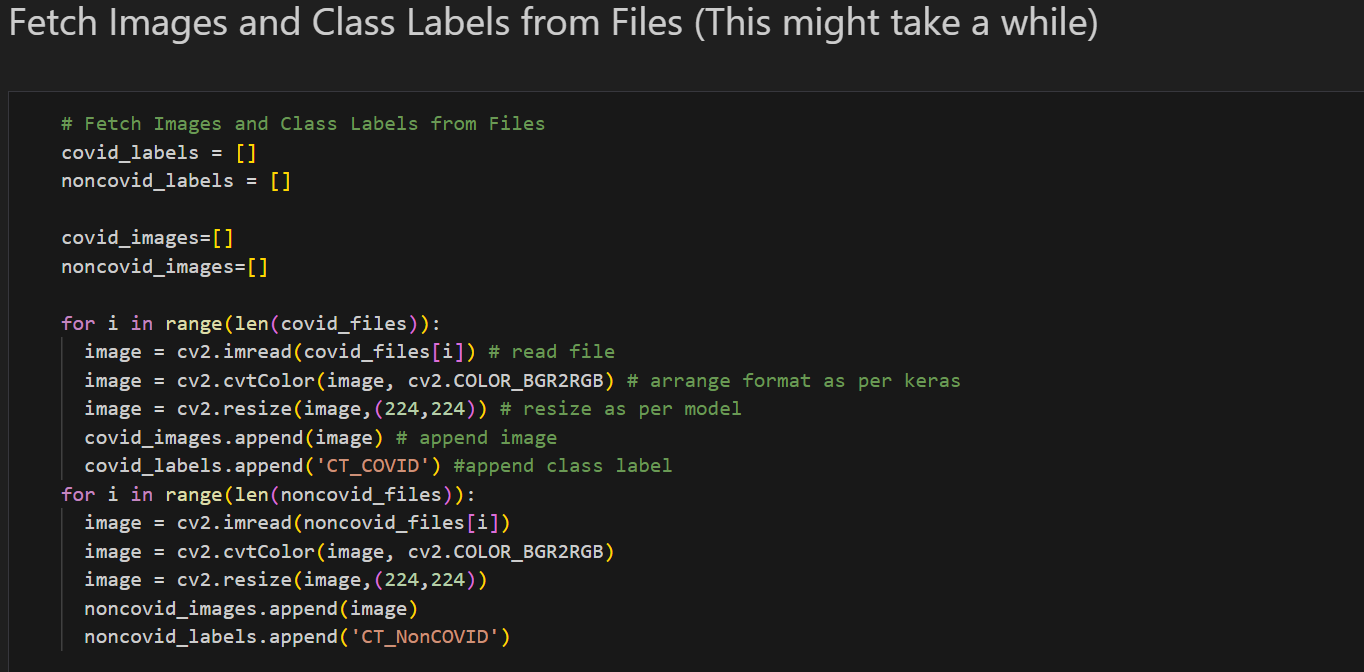 Fetch Images and Class Labels from Files (This might take a while)
# Fetch Images and Class Labels from Files
covid_labels = []
noncovid_labels = []
covid_images=[]
noncovid_images=[]
for i in range(len(covid_files)):
  image = cv2.imread(covid_files[i]) # read file
  image = cv2.cvtColor(image, cv2.COLOR_BGR2RGB) # arrange format as per keras
  image = cv2.resize(image,(224,224)) # resize as per model
  covid_images.append(image) # append image
  covid_labels.append('CT_COVID') #append class label
for i in range(len(noncovid_files)):
  image = cv2.imread(noncovid_files[i])
  image = cv2.cvtColor(image, cv2.COLOR_BGR2RGB)
  image = cv2.resize(image,(224,224))
  noncovid_images.append(image)
  noncovid_labels.append('CT_NonCOVID')